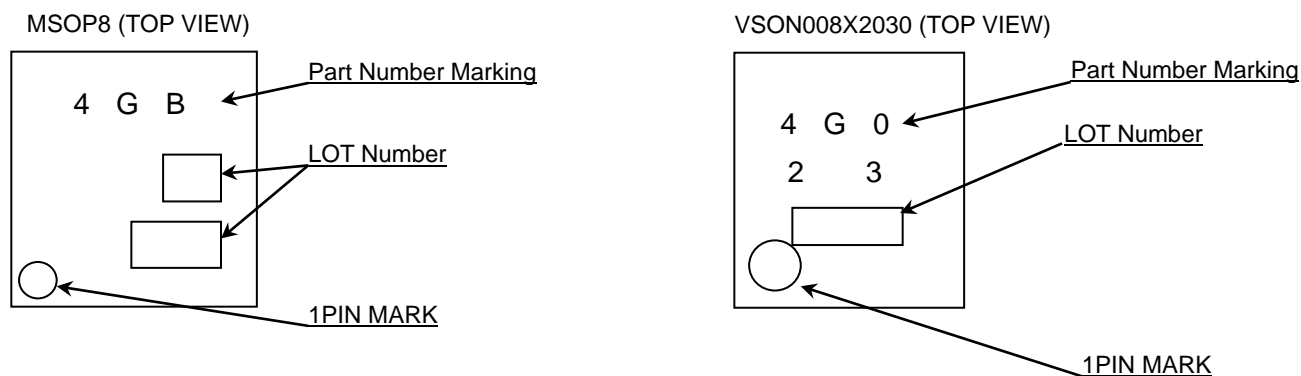 MSOP8 (TOP VIEW)
4 G B
Part Number Marking
LOT Number
1PIN MARK
VSON008X2030 (TOP VIEW)
4 G 0
2 3
Part Number Marking
LOT Number
1PIN MARK